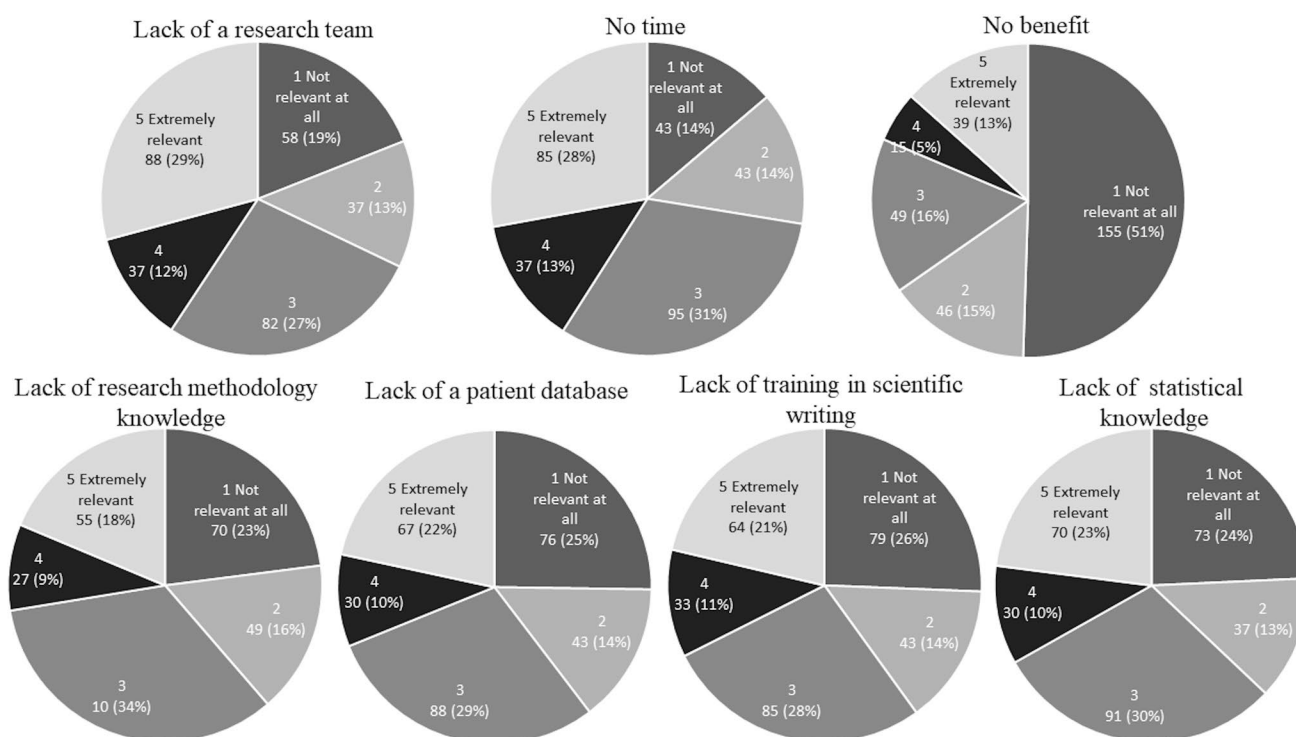 Lack of a research team
1 Not
relevant at
all
58 (19%)
2
37 (13%)
3
82 (27%)
4
37 (12%)
5 Extremely
relevant
88 (29%)
No time
1 Not
relevant at
all
43 (14%)
2
43 (14%)
3
95 (31%)
4
37 (13%)
5 Extremely
relevant
85 (28%)
No benefit
1 Not
relevant at all
155 (51%)
2
46 (15%)
3
49 (16%)
4
15 (5%)
5
Extremely
relevant
39 (13%)
Lack of research methodology
knowledge
1 Not
relevant at all
70 (23%)
2
49 (16%)
3
10 (34%)
4
27 (9%)
5 Extremely
relevant
55 (18%)
Lack of a patient database
1 Not
relevant at
all
76 (25%)
2
43 (14%)
3
88 (29%)
4
30 (10%)
5 Extremely
relevant
67 (22%)
Lack of training in scientific
writing
1 Not
relevant at
all
79 (26%)
2
43 (14%)
3
85 (28%)
4
33 (11%)
5 Extremely
relevant
64 (21%)
Lack of statistical
knowledge
1 Not
relevant at
all
73 (24%)
2
37 (13%)
3
91 (30%)
4
30 (10%)
5 Extremely
relevant
70 (23%)